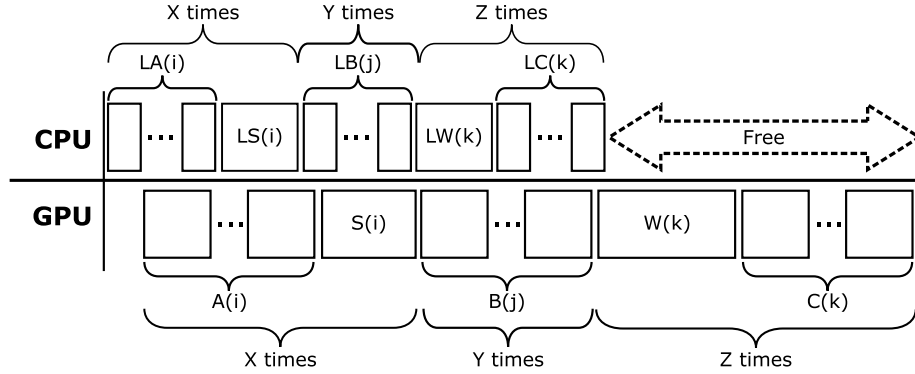 X times Y times Z times
LA(i) LB(j) LC(k)
... LS(i) ... LW(k) ...
CPU Free
GPU
... S(i) ... W(k) ...
A(i) B(j) C(k)
X times Y times Z times